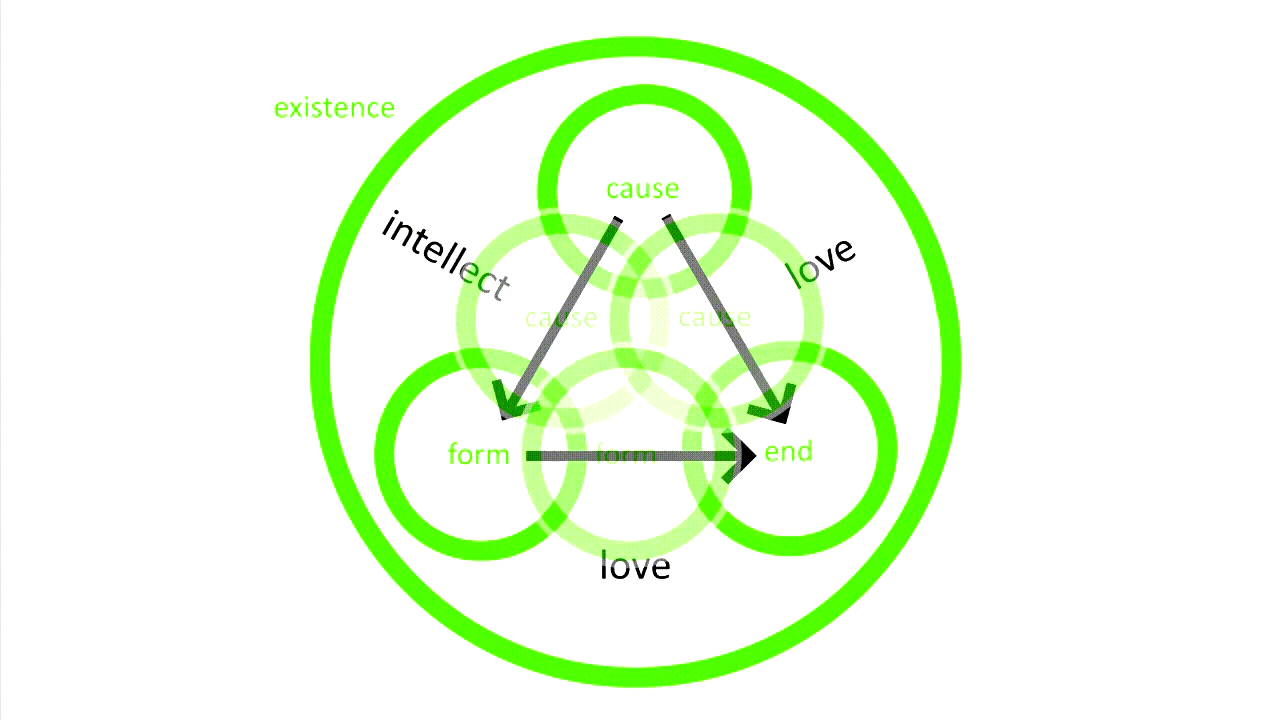 existence
cause
intellect
love
cause
cause
form
form
end
love